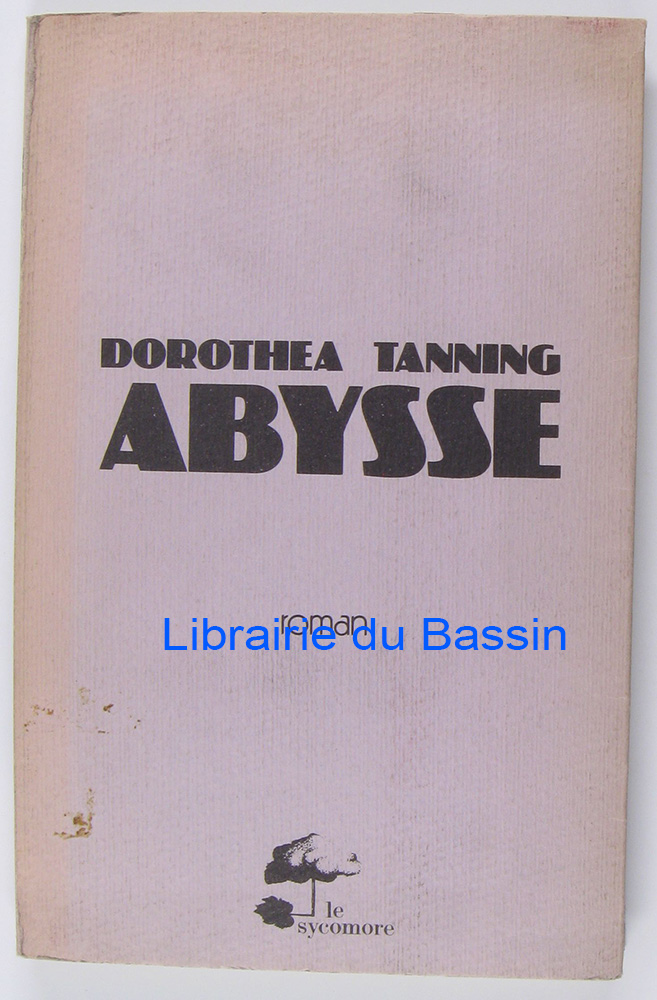 DOROTHEA TANNING
ABYSSE
roman
Librairie du Bassin
le
sycomore